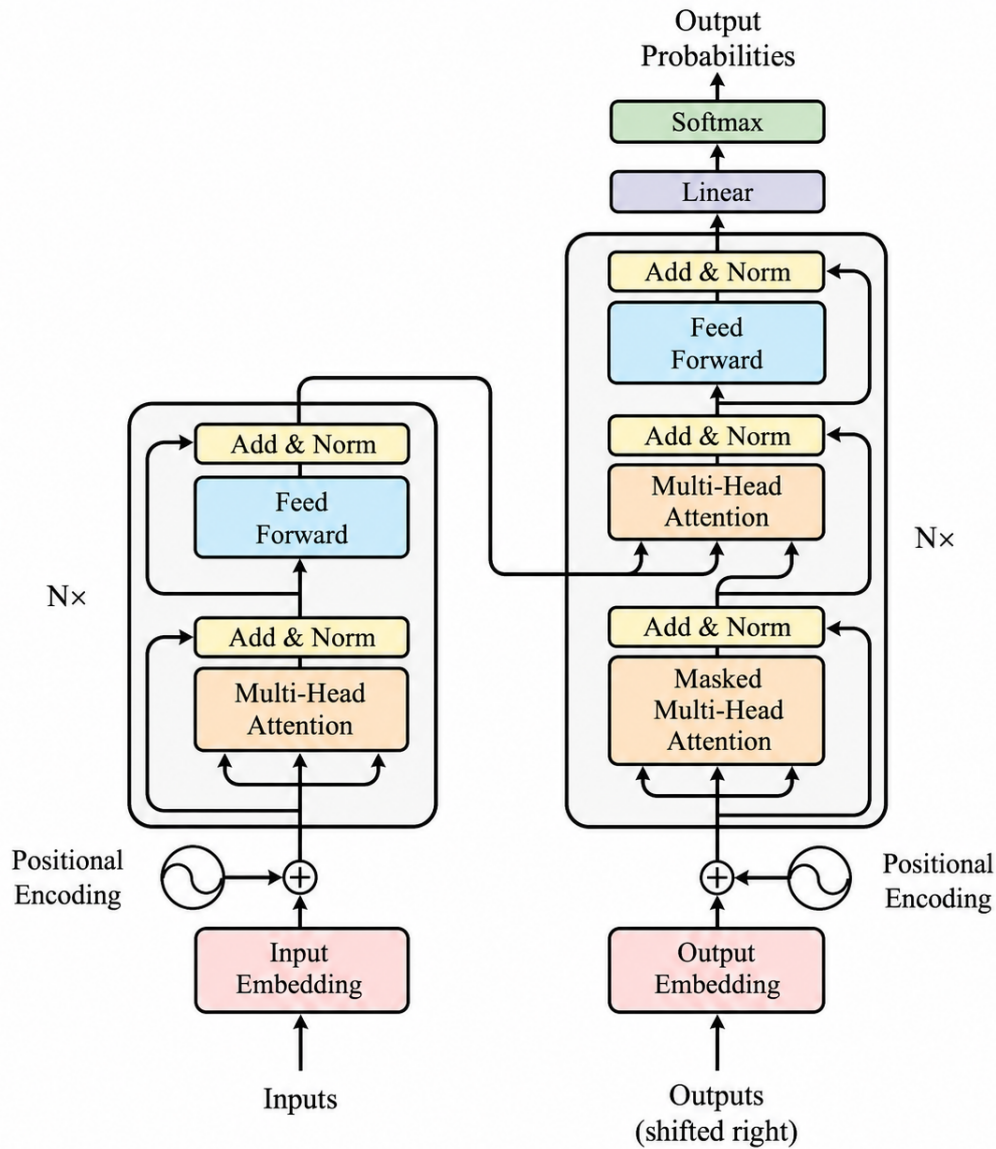 Output
Probabilities
Softmax
Linear
Add & Norm
Feed
Forward
Add & Norm
Multi-Head
Attention
Add & Norm
Masked
Multi-Head
Attention
N×
Add & Norm
Feed
Forward
Add & Norm
Multi-Head
Attention
N×
Positional
Encoding
Positional
Encoding
Input
Embedding
Output
Embedding
Inputs
Outputs
(shifted right)